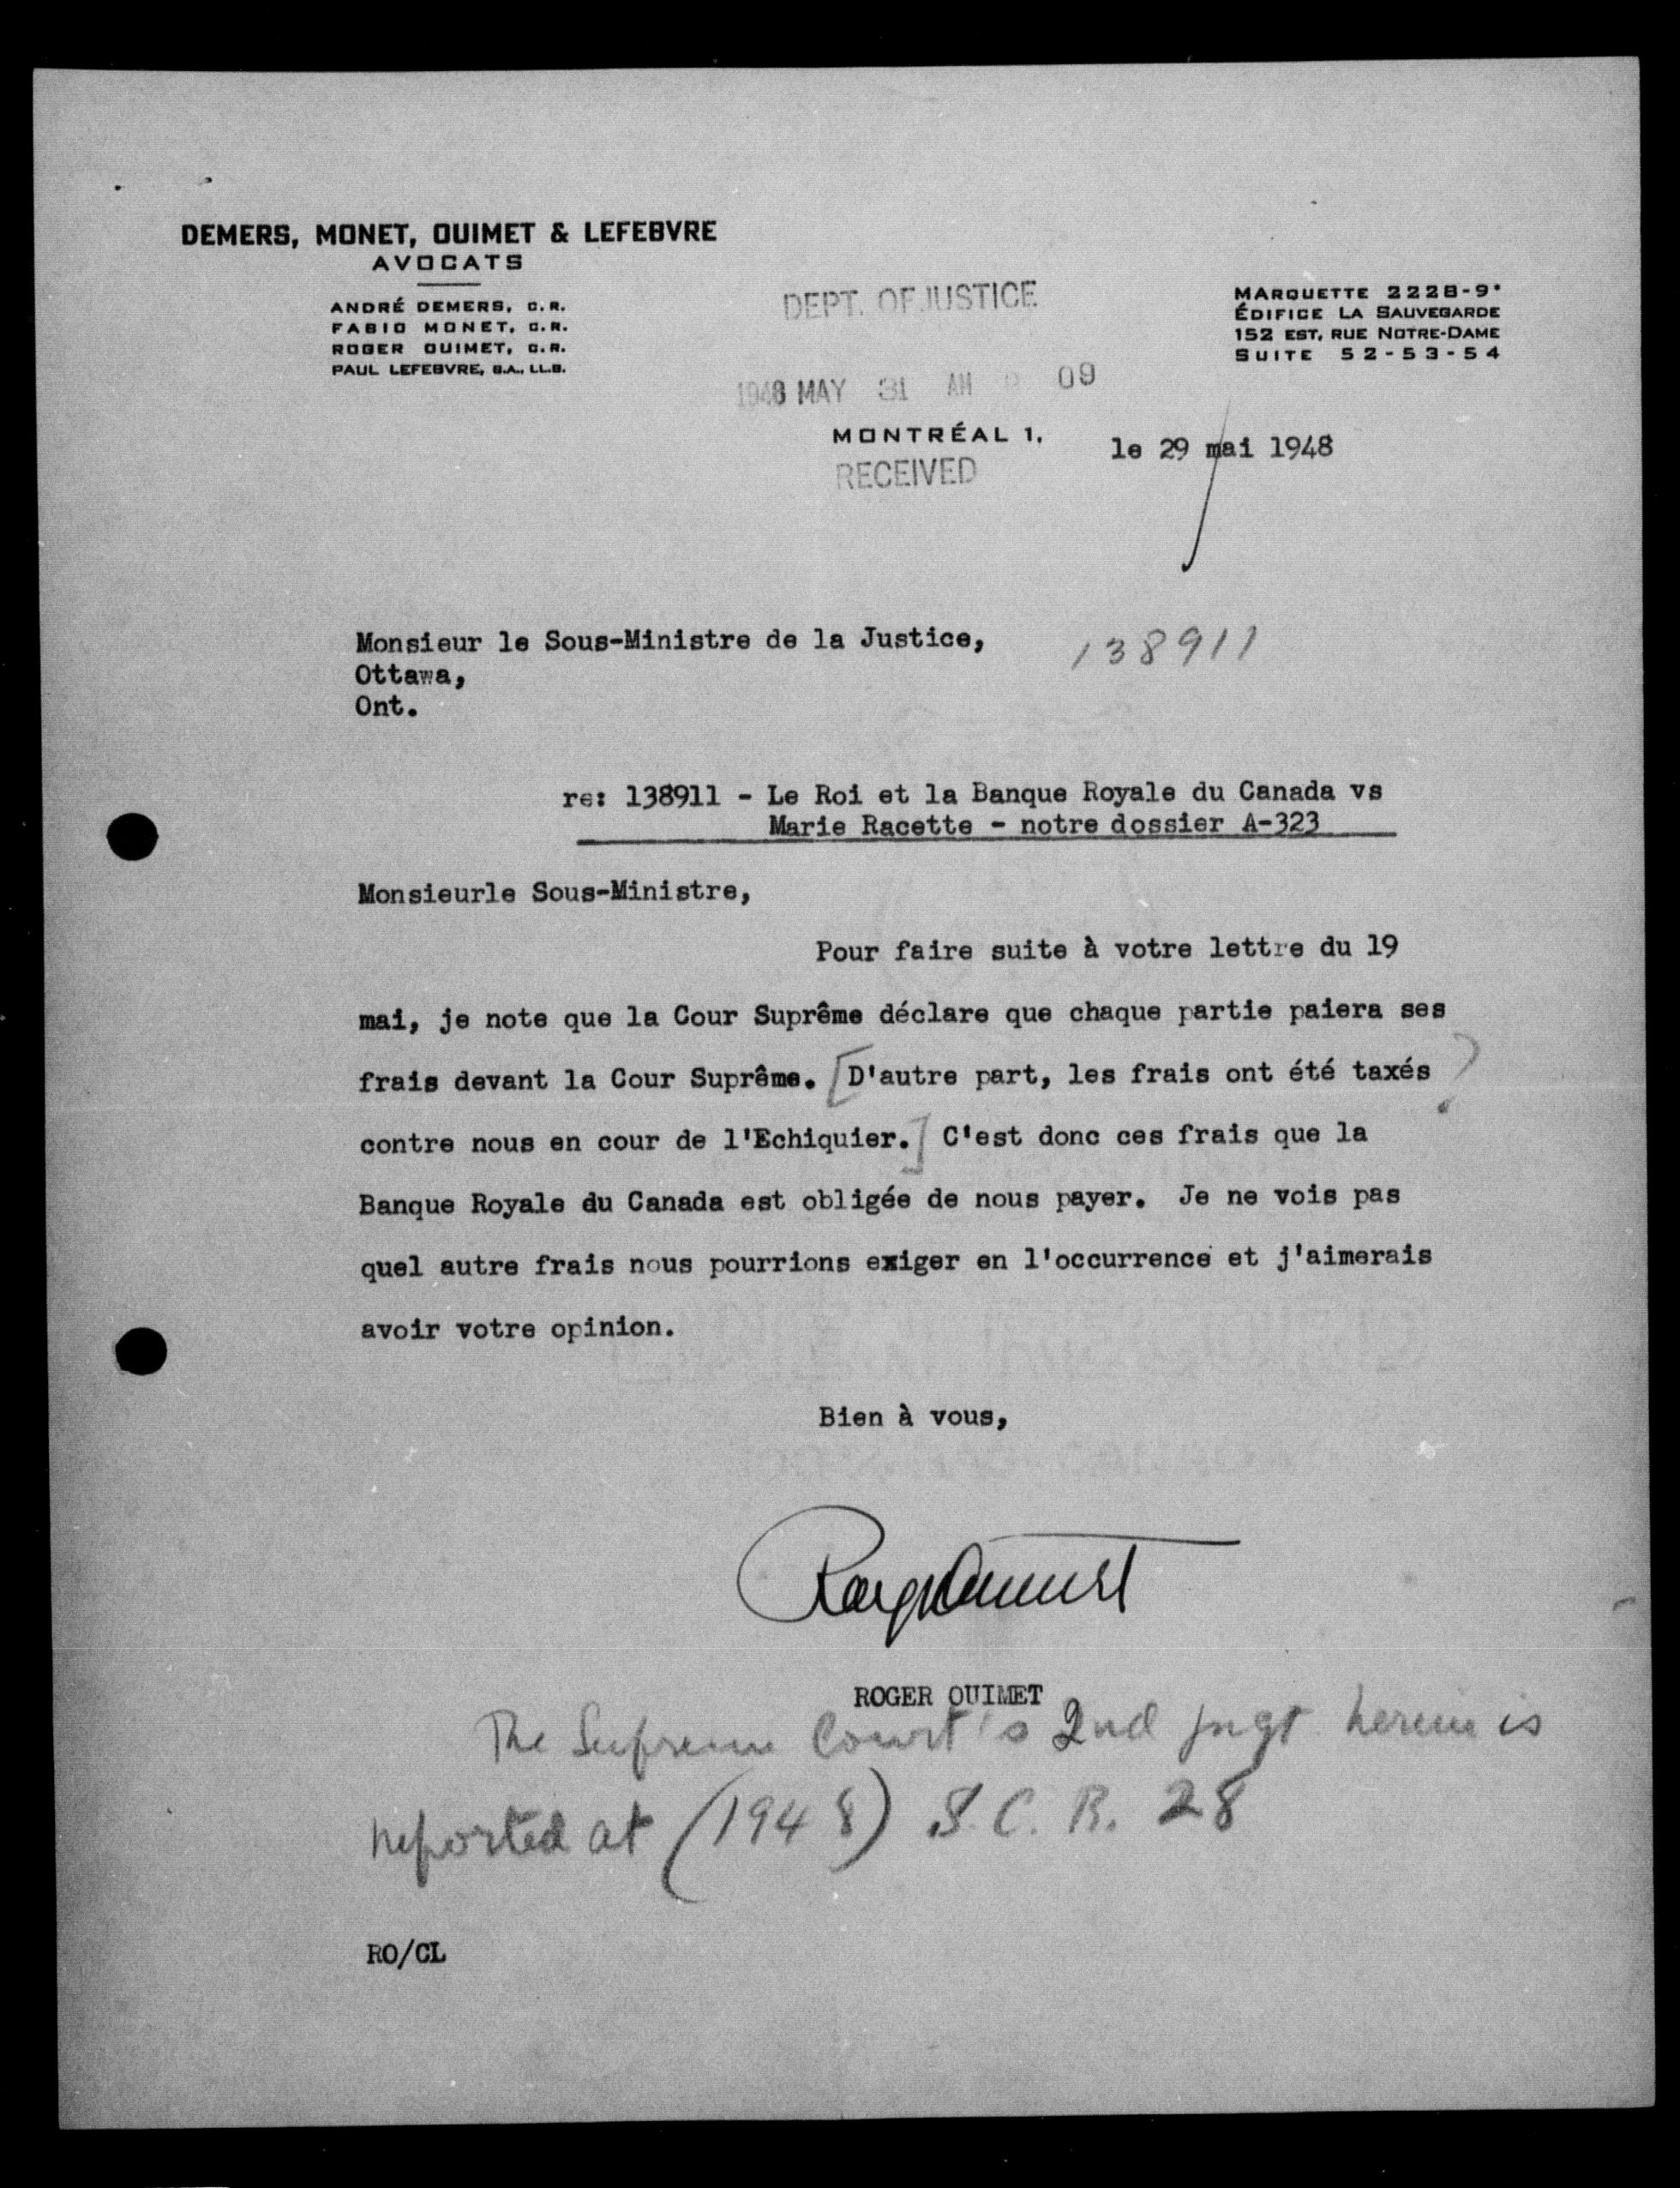 DEMERS, MONET, OUIMET & LEFEBVRE
AVOCATS
ANDRÉ DEMERS, C.R.
FABIO MONET, C.R.
ROGER OUIMET, C.R.
PAUL LEFEBVRE, B.A., LL.B.
MARQUETTE 2228-9*
ÉDIFICE LA SAUVEGARDE
152 EST, RUE NOTRE-DAME
SUITE 52-53-54
DEPT. OF JUSTICE
1948 MAY 31 AM 09
MONTRÉAL 1, le 29 mai 1948
RECEIVED
Monsieur le Sous-Ministre de la Justice,
138911
Ottawa,
Ont.
re: 138911 - Le Roi et la Banque Royale du Canada vs
Marie Racette - notre dossier A-323
Monsieurle Sous-Ministre,
Pour faire suite à votre lettre du 19
mai, je note que la Cour Suprême déclare que chaque partie paiera ses
frais devant la Cour Suprême. [D'autre part, les frais ont été taxés ?
contre nous en cour de l'Echiquier.] C'est donc ces frais que la
Banque Royale du Canada est obligée de nous payer. Je ne vois pas
quel autre frais nous pourrions exiger en l'occurrence et j'aimerais
avoir votre opinion.
Bien à vous,
Roger Ouimet
ROGER OUIMET
The Supreme Court's 2nd jngt herein is
reported at (1948) S.C.R. 28
RO/CL